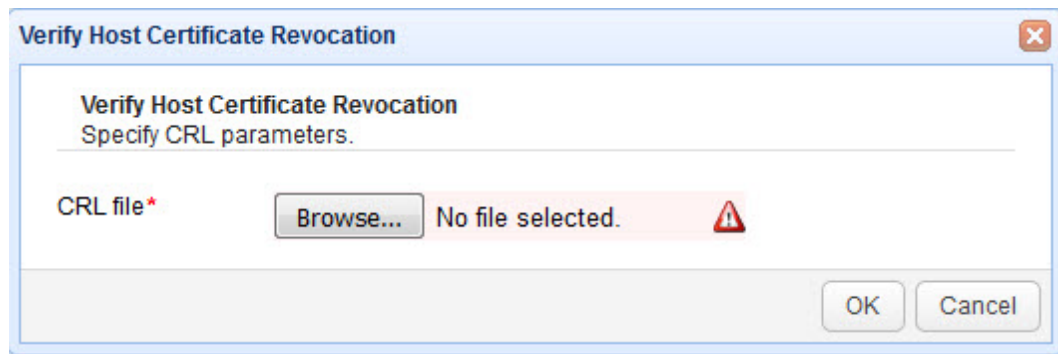 Verify Host Certificate Revocation
Verify Host Certificate Revocation
Specify CRL parameters.
CRL file* Browse... No file selected.
OK Cancel